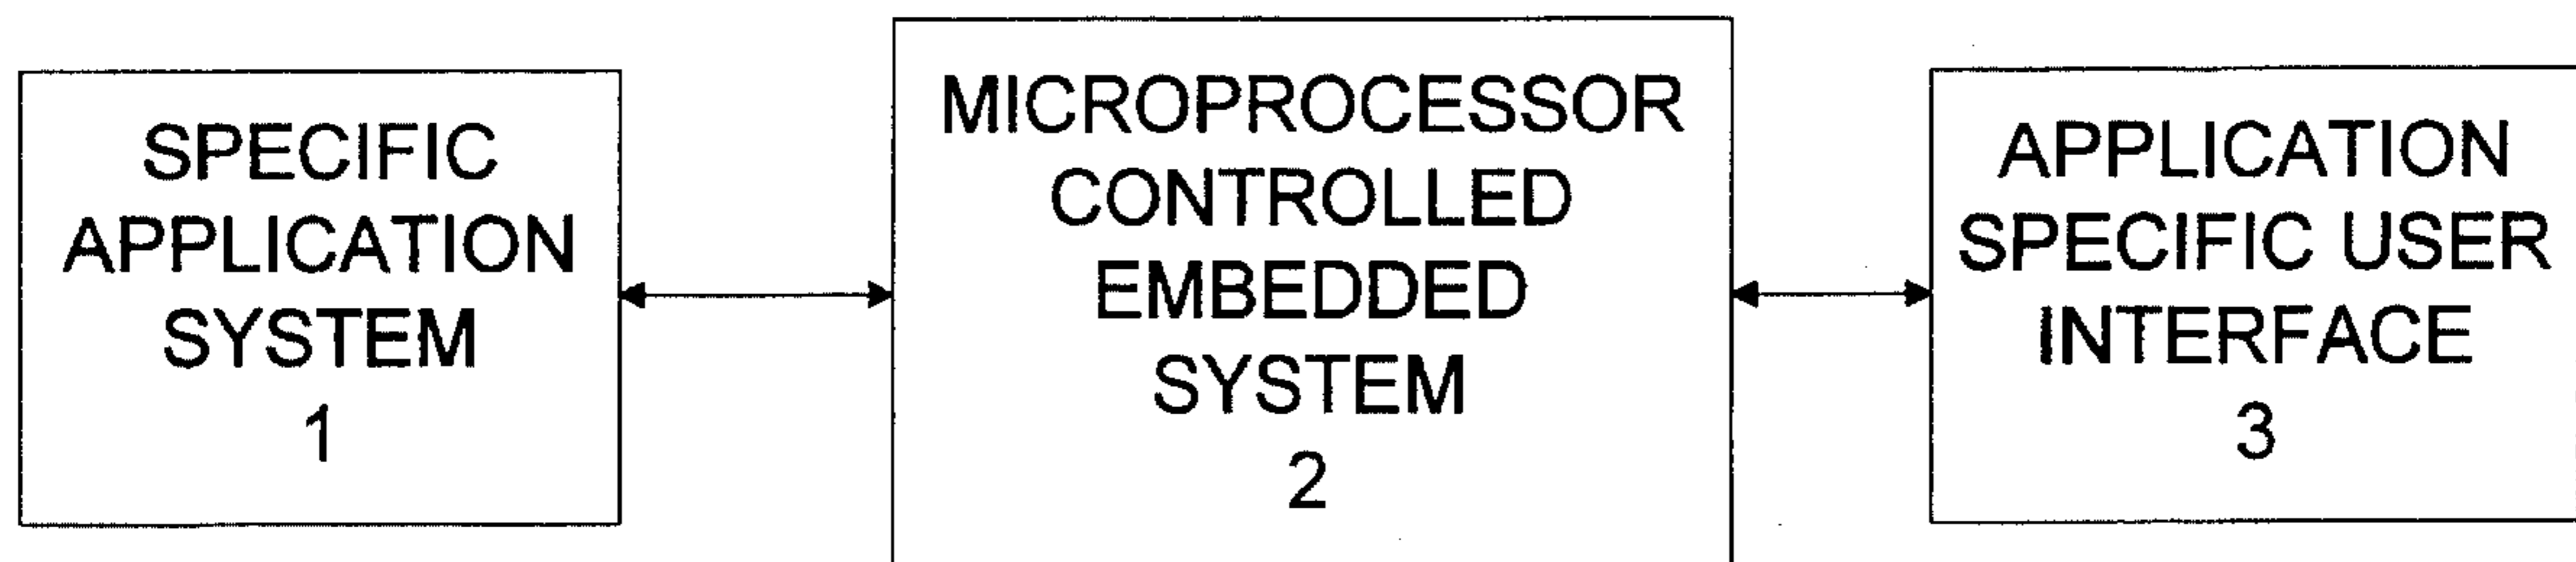 SPECIFIC
APPLICATION
SYSTEM
1
MICROPROCESSOR
CONTROLLED
EMBEDDED
SYSTEM
2
APPLICATION
SPECIFIC USER
INTERFACE
3